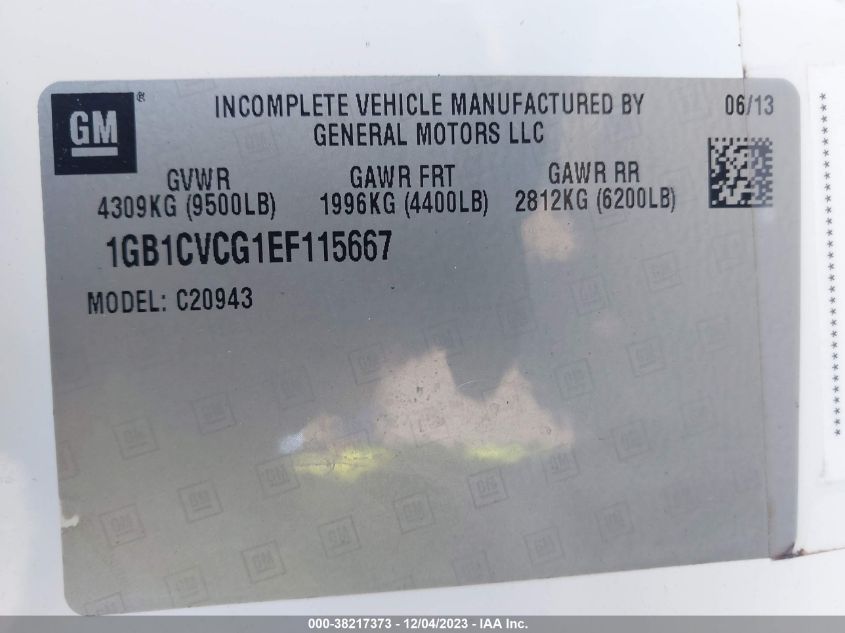 GM ®
INCOMPLETE VEHICLE MANUFACTURED BY 06/13
GENERAL MOTORS LLC
GVWR GAWR FRT GAWR RR
4309KG (9500LB) 1996KG (4400LB) 2812KG (6200LB)
1GB1CVCG1EF115667
MODEL: C20943
000-38217373 - 12/04/2023 - IAA Inc.